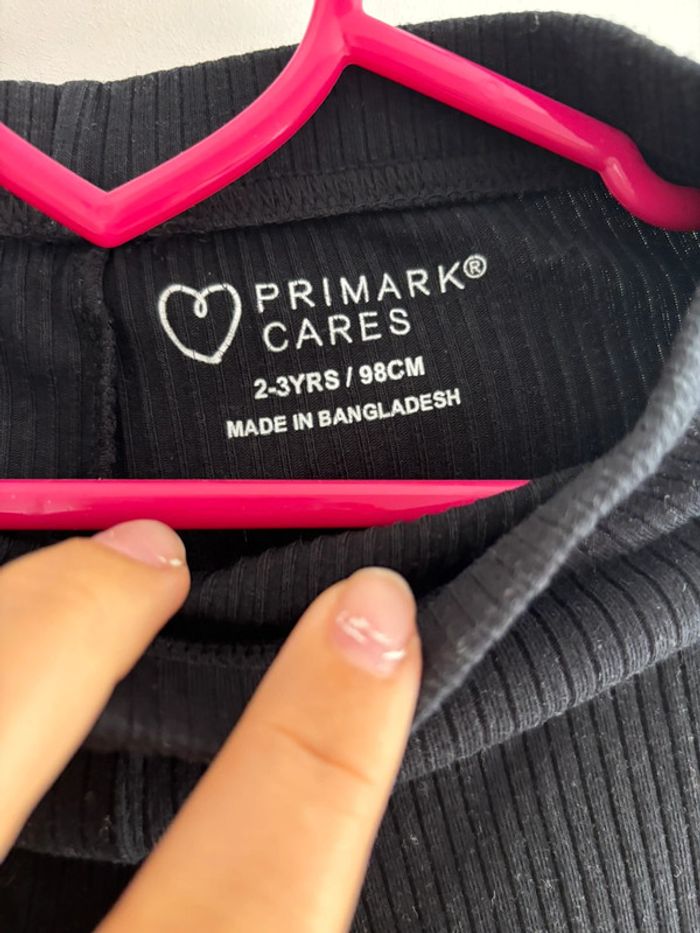 PRIMARK®
CARES
2-3YRS / 98CM
MADE IN BANGLADESH